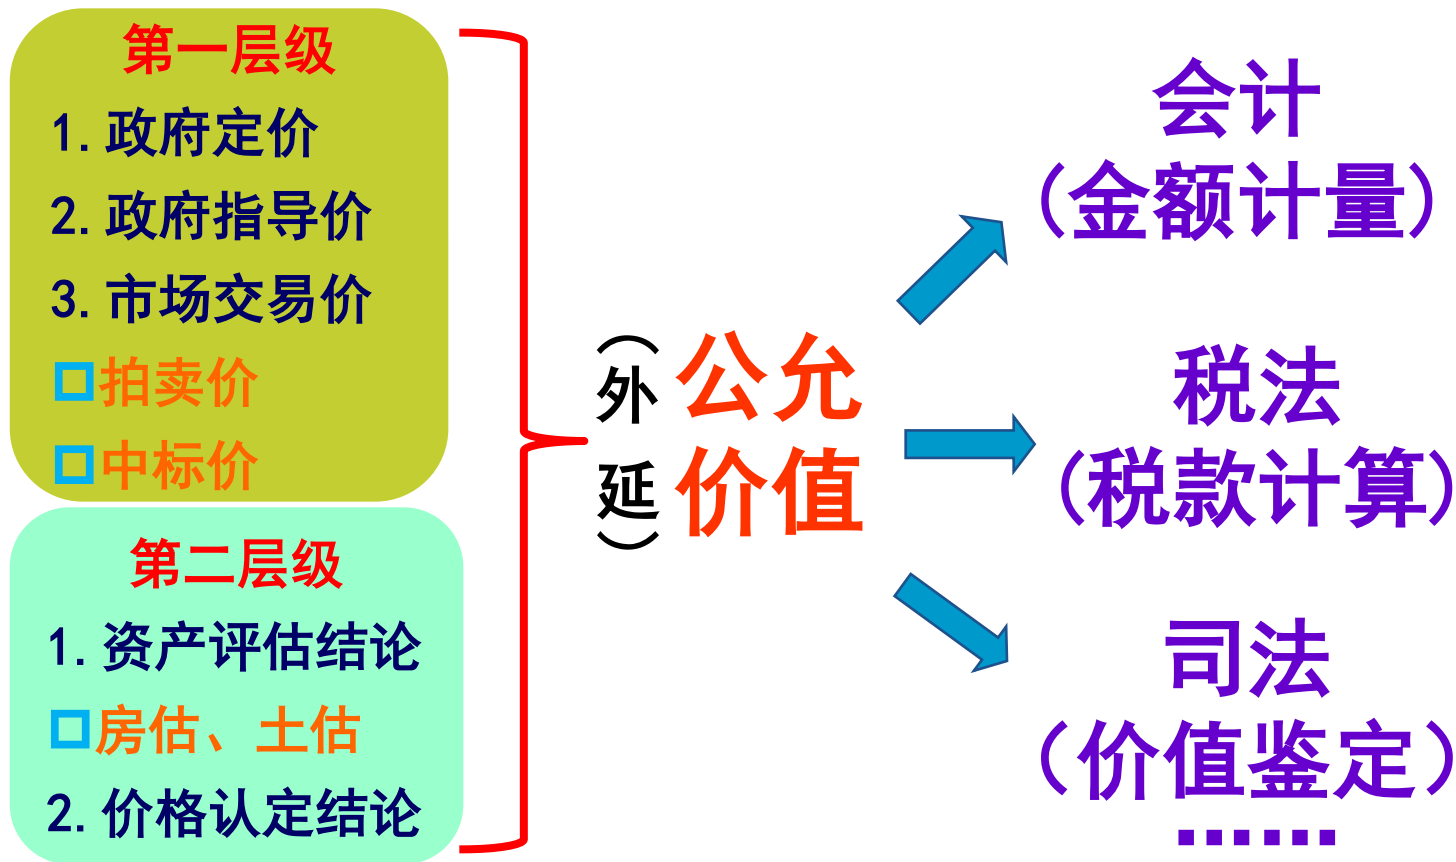 第一层级
1.政府定价
2.政府指导价
3.市场交易价
拍卖价
中标价
第二层级
1.资产评估结论
房估、土估
2.价格认定结论
（外延）
公允
价值
会计
(金额计量)
税法
(税款计算)
司法
(价值鉴定)
……